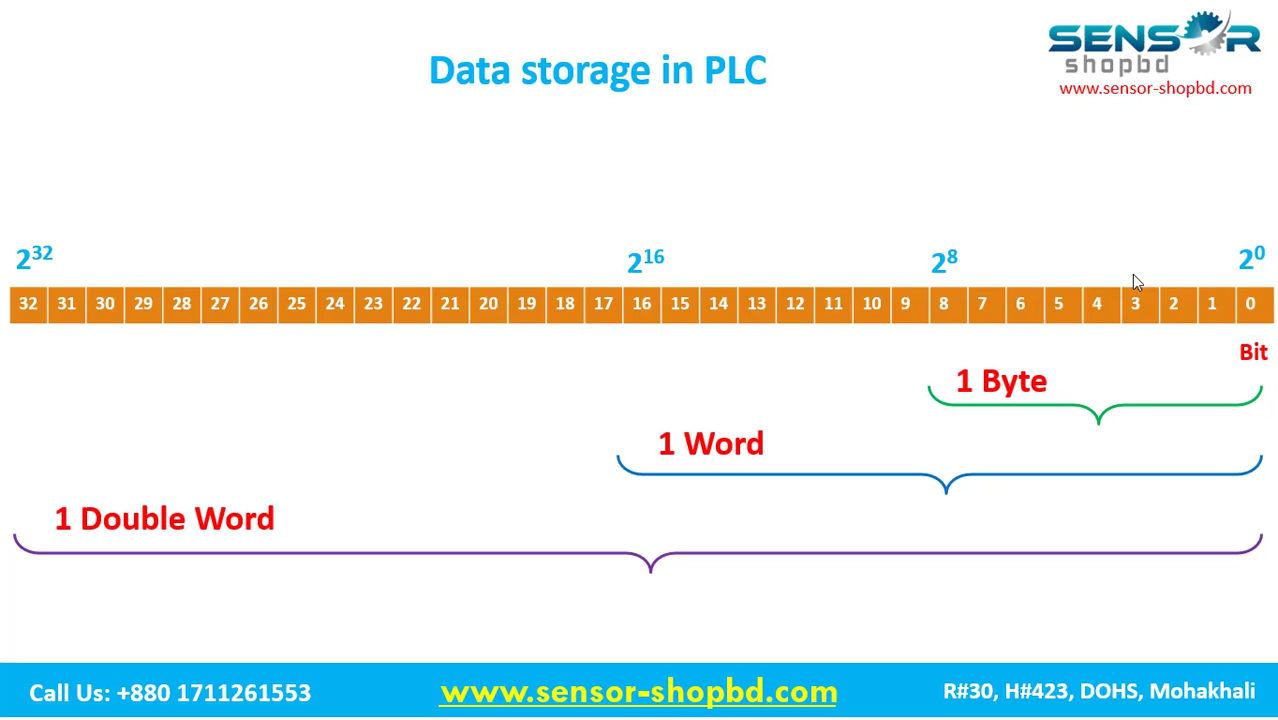 SENSOR
shopbd
www.sensor-shopbd.com
Data storage in PLC
2³² 2¹⁶ 2⁸ 2⁰
32 31 30 29 28 27 26 25 24 23 22 21 20 19 18 17 16 15 14 13 12 11 10 9 8 7 6 5 4 3 2 1 0
Bit
1 Byte
1 Word
1 Double Word
Call Us: +880 1711261553 www.sensor-shopbd.com R#30, H#423, DOHS, Mohakhali